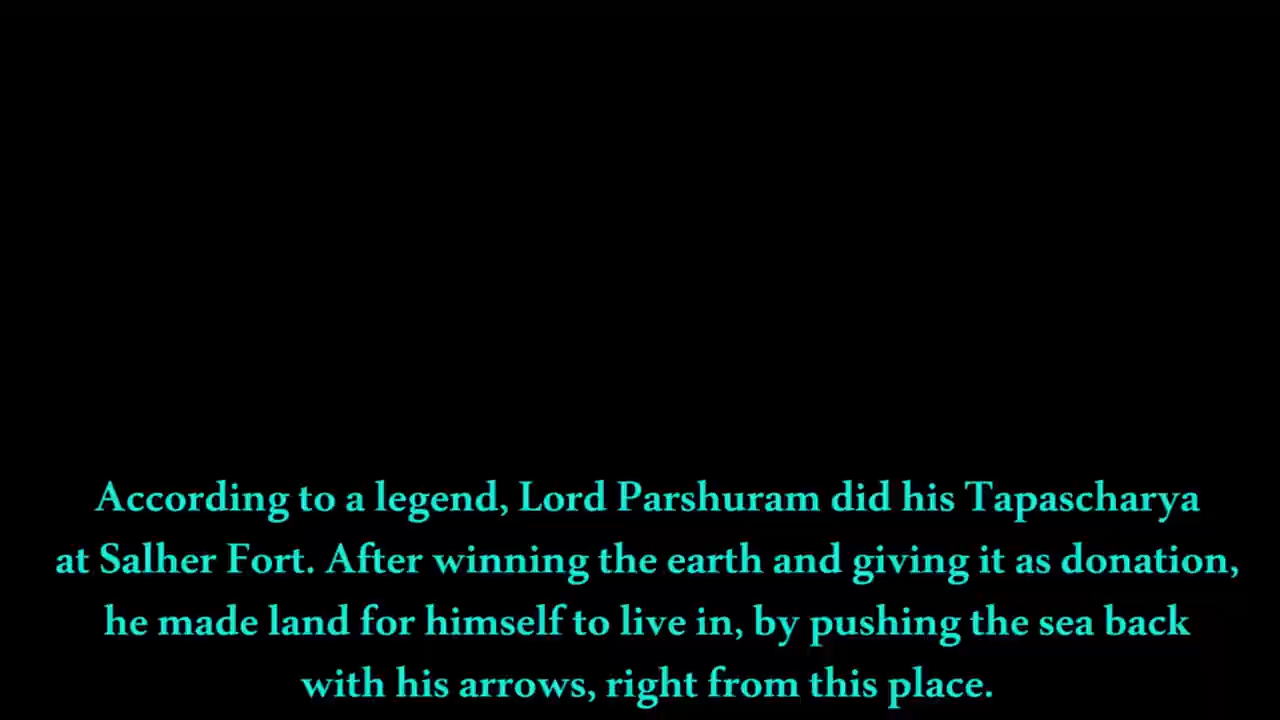 According to a legend, Lord Parshuram did his Tapascharya
at Salher Fort. After winning the earth and giving it as donation,
he made land for himself to live in, by pushing the sea back
with his arrows, right from this place.